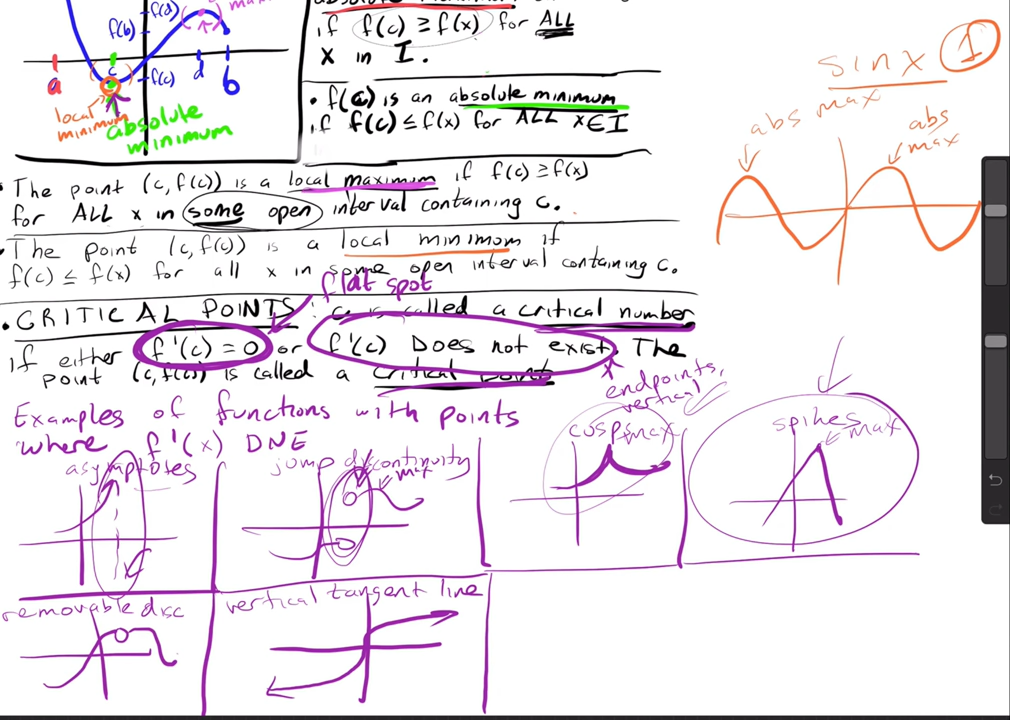 f(d)
f(b)
a
c
f(c)
d
b
local
minimum
absolute
minimum
if f(c) ≥ f(x) for ALL
x in I.
• f(c) is an absolute minimum
if f(c) ≤ f(x) for ALL x∈I
sin x 1
abs max
abs
max
• The point (c, f(c)) is a local maximum if f(c) ≥ f(x)
for ALL x in some open interval containing c.
• The point (c, f(c)) is a local minimum if
f(c) ≤ f(x) for all x in some open interval containing c.
flat spot
• CRITICAL POINTS: c is called a critical number
if either f'(c) = 0 or f'(c) Does not exist. The
point (c, f(c)) is called a critical point
endpoints,
vertical
Examples of functions with points
where f'(x) DNE
asymptotes
jump discontinuity
max
cusps max
spikes
max
removable disc
vertical tangent line